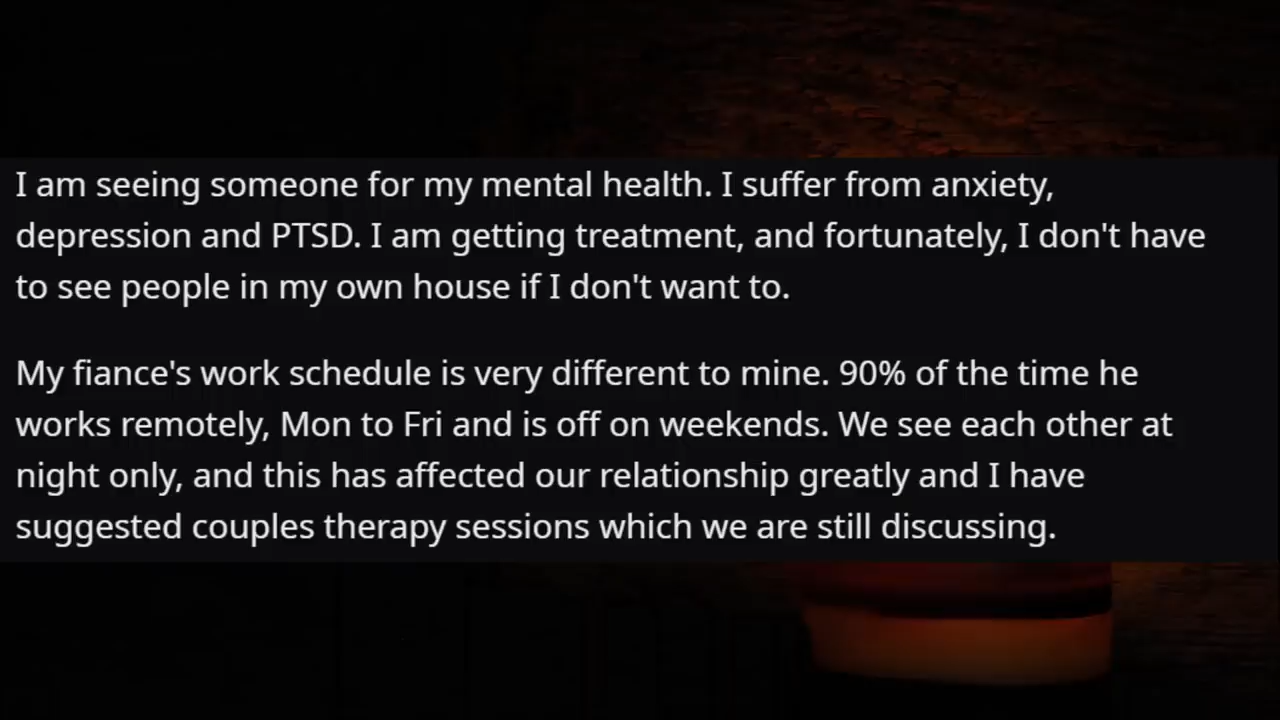 I am seeing someone for my mental health. I suffer from anxiety,
depression and PTSD. I am getting treatment, and fortunately, I don't have
to see people in my own house if I don't want to.
My fiance's work schedule is very different to mine. 90% of the time he
works remotely, Mon to Fri and is off on weekends. We see each other at
night only, and this has affected our relationship greatly and I have
suggested couples therapy sessions which we are still discussing.